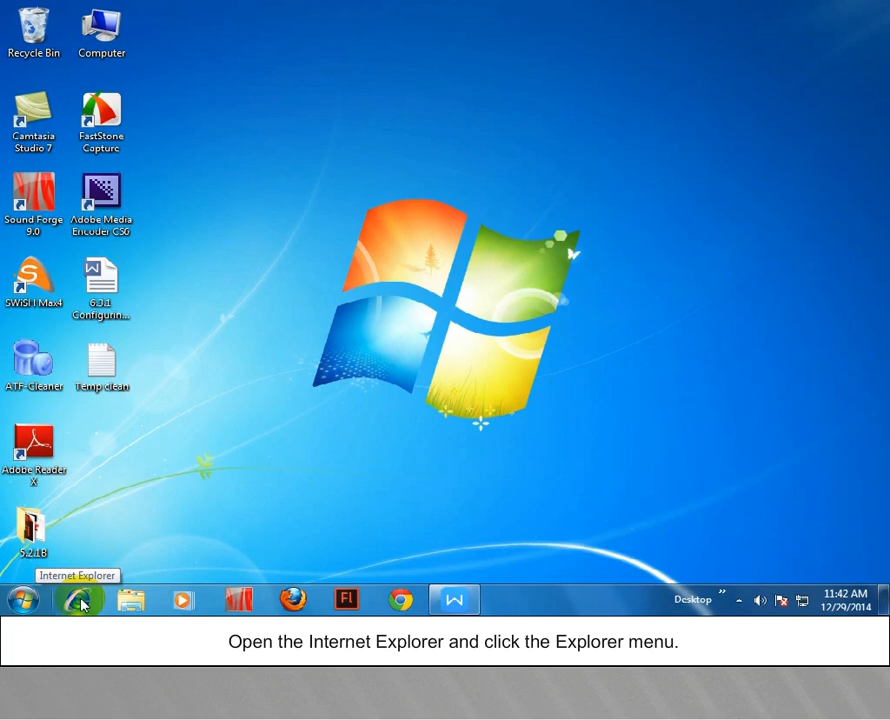 Recycle Bin
Computer
Camtasia
Studio 7
FastStone
Capture
Sound Forge
9.0
Adobe Media
Encoder CS6
SWiSH Max4
6.3.1
Configurin...
ATF-Cleaner
Temp clean
Adobe Reader
X
5.2.1B
Internet Explorer
Fl
W
Desktop
11:42 AM
12/29/2014
Open the Internet Explorer and click the Explorer menu.